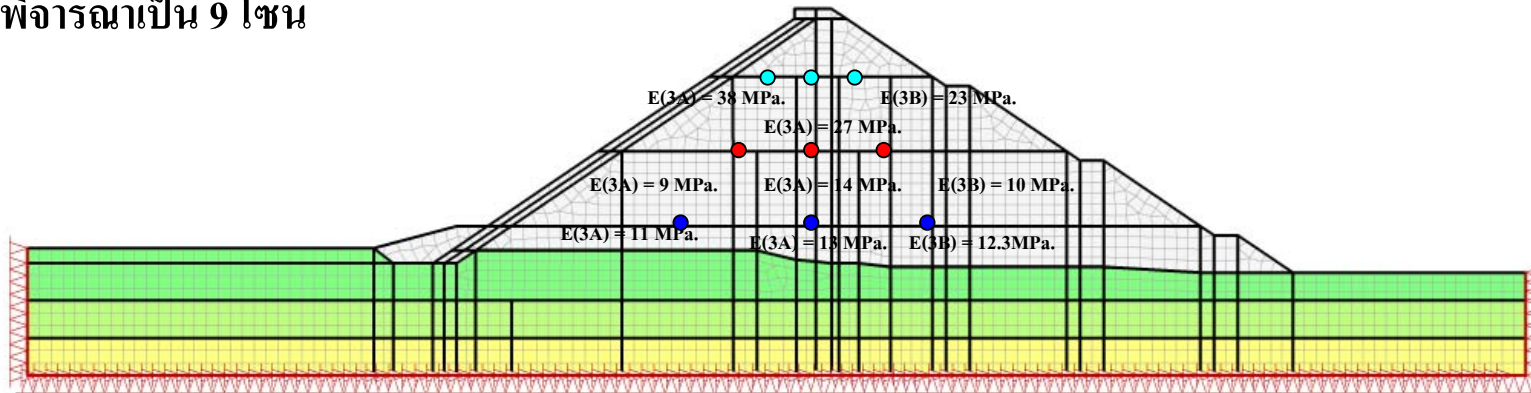 พิจารณาเป็น 9 โซน
E(3A) = 38 MPa.
E(3B) = 23 MPa.
E(3A) = 27 MPa.
E(3A) = 9 MPa.
E(3A) = 14 MPa.
E(3B) = 10 MPa.
E(3A) = 11 MPa.
E(3A) = 13 MPa.
E(3B) = 12.3MPa.